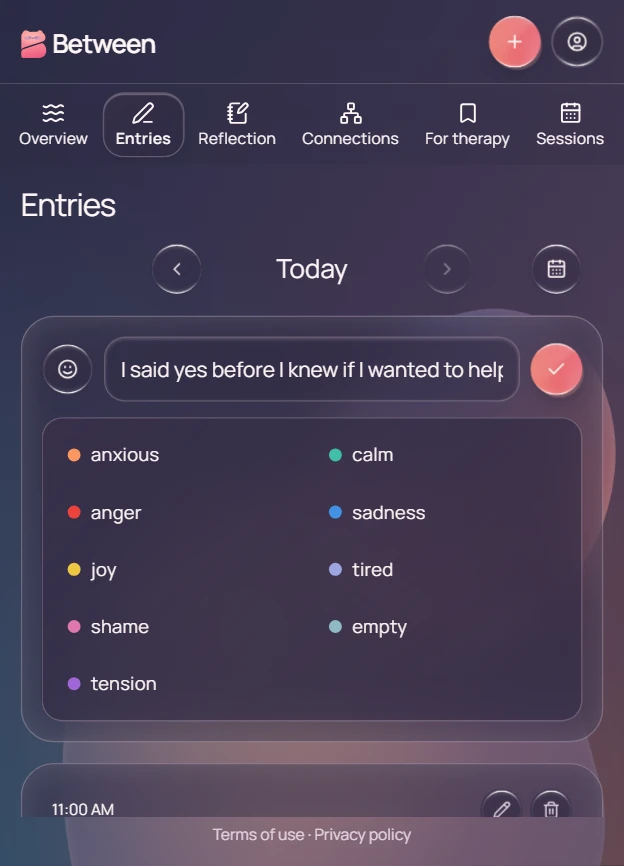 Between
Overview
Entries
Reflection
Connections
For therapy
Sessions
Entries
Today
I said yes before I knew if I wanted to help
anxious
calm
anger
sadness
joy
tired
shame
empty
tension
11:00 AM
Terms of use · Privacy policy